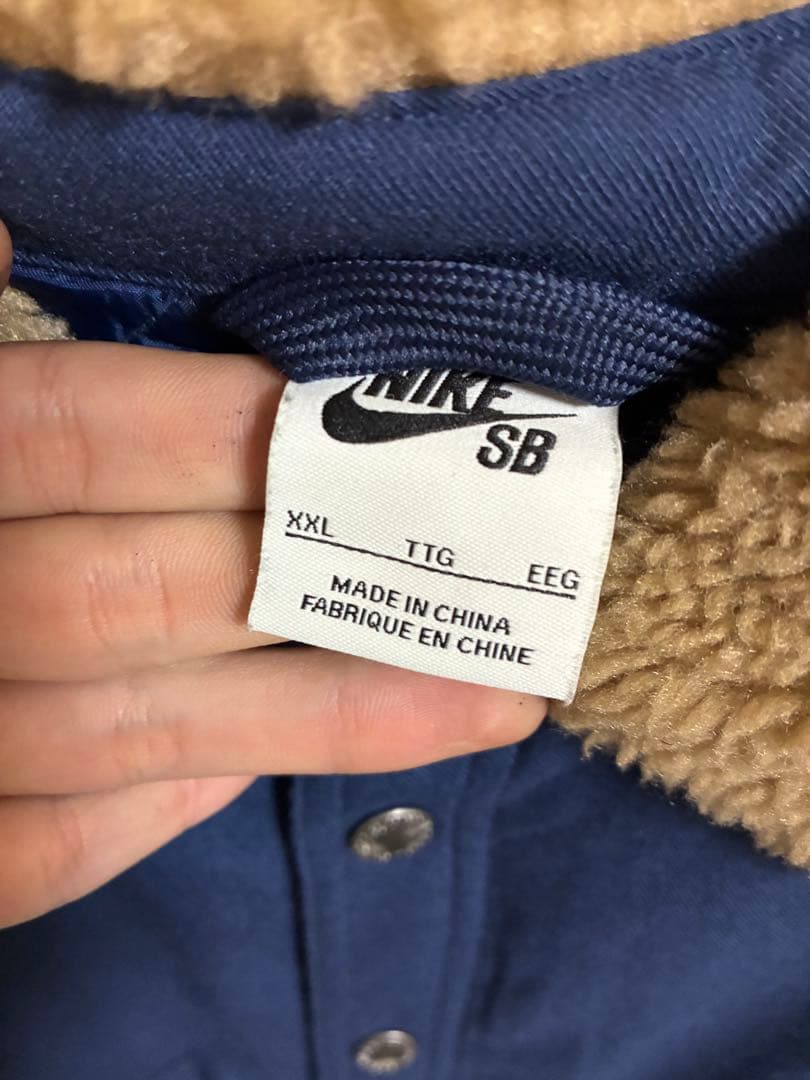 NIKE
SB
XXL TTG EEG
MADE IN CHINA
FABRIQUE EN CHINE